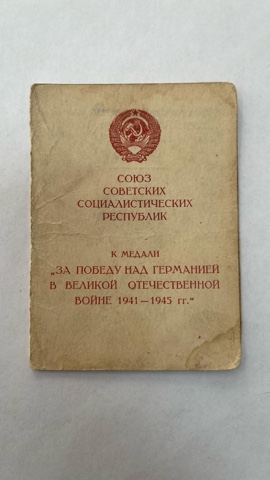 СОЮЗ
СОВЕТСКИХ
СОЦИАЛИСТИЧЕСКИХ
РЕСПУБЛИК
К МЕДАЛИ
„ЗА ПОБЕДУ НАД ГЕРМАНИЕЙ
В ВЕЛИКОЙ ОТЕЧЕСТВЕННОЙ
ВОЙНЕ 1941—1945 гг.“